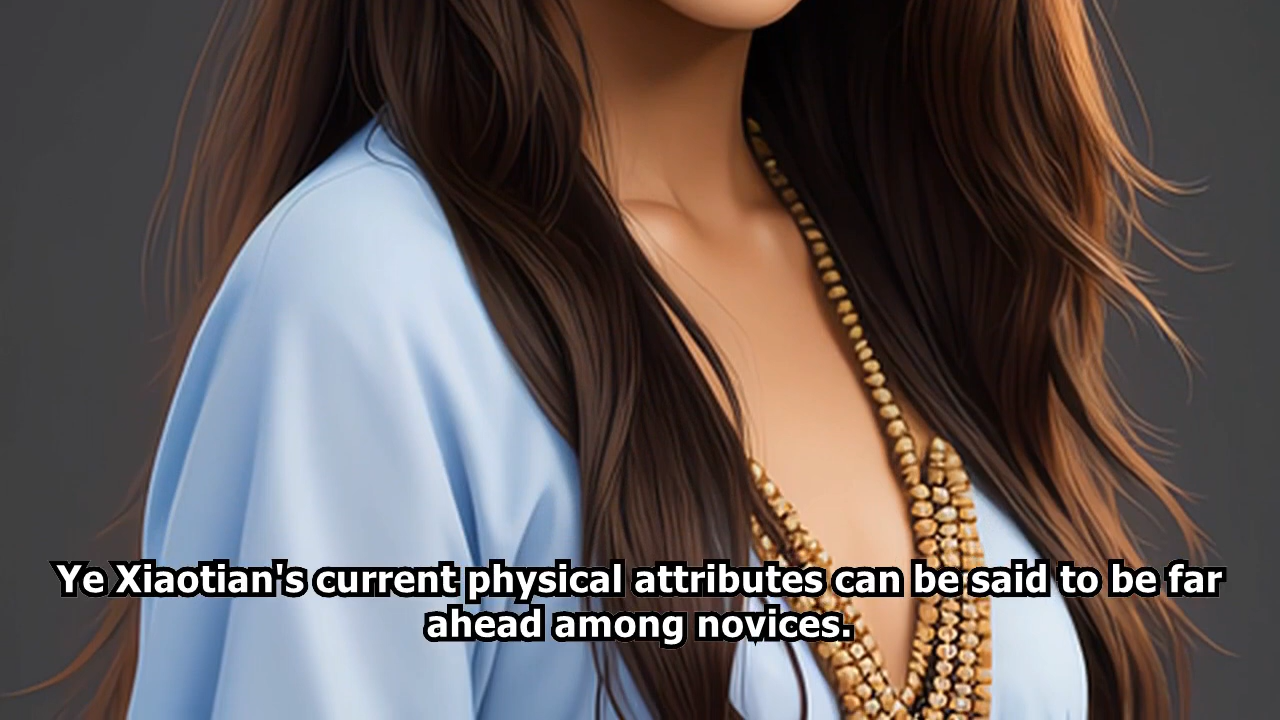 Ye Xiaotian's current physical attributes can be said to be far
ahead among novices.